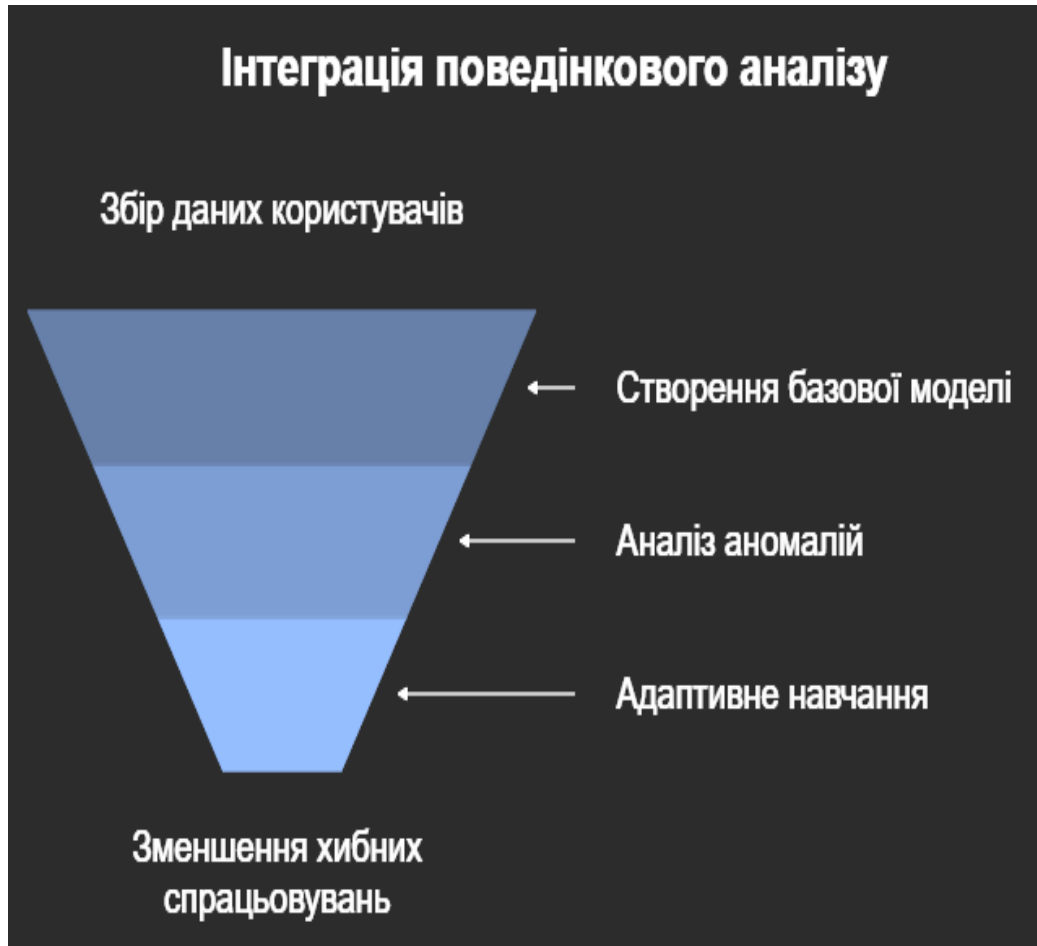 Інтеграція поведінкового аналізу
Збір даних користувачів
Створення базової моделі
Аналіз аномалій
Адаптивне навчання
Зменшення хибних
спрацьовувань